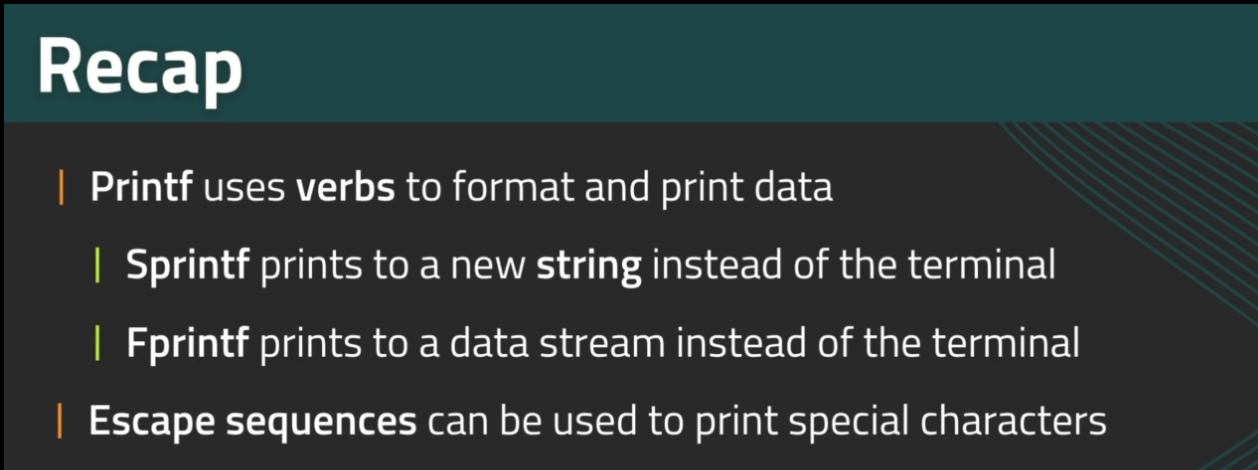 Recap
Printf uses verbs to format and print data
Sprintf prints to a new string instead of the terminal
Fprintf prints to a data stream instead of the terminal
Escape sequences can be used to print special characters